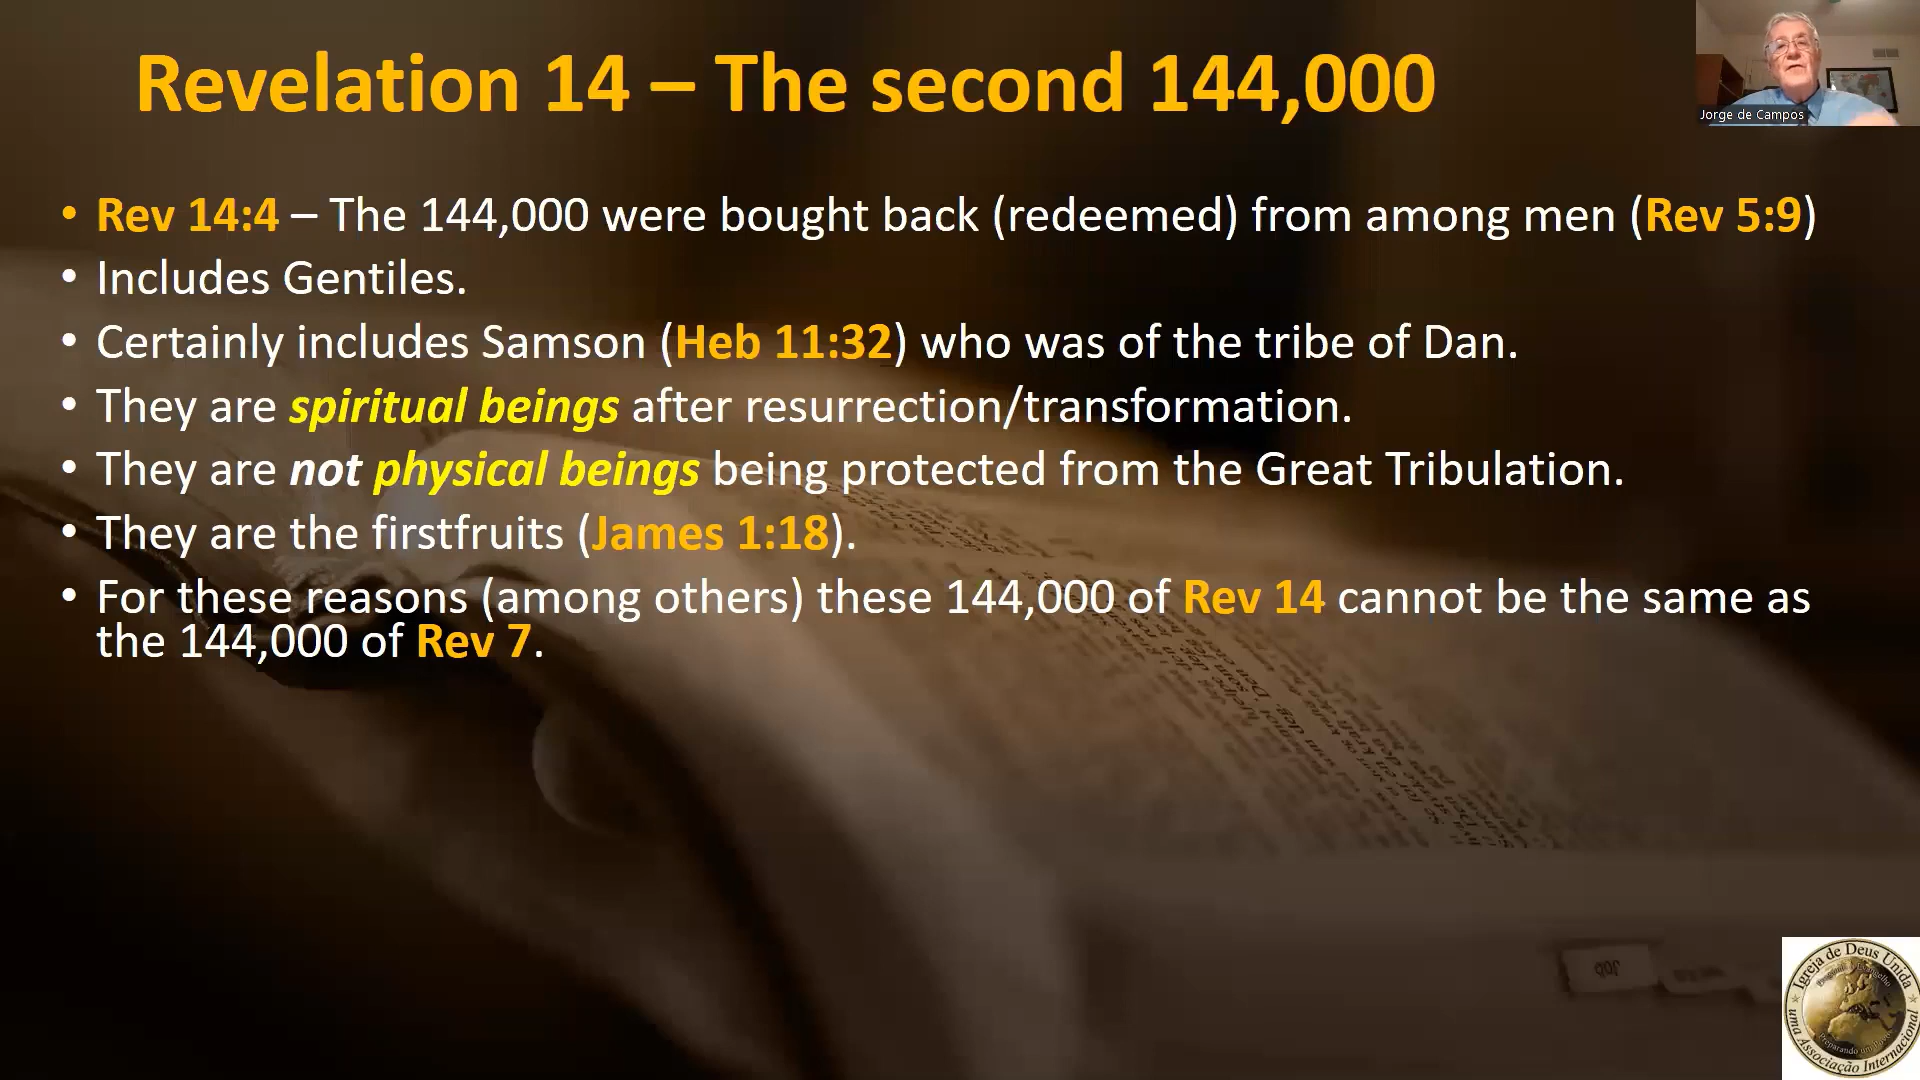 Revelation 14 – The second 144,000
Jorge de Campos
• Rev 14:4 – The 144,000 were bought back (redeemed) from among men (Rev 5:9)
• Includes Gentiles.
• Certainly includes Samson (Heb 11:32) who was of the tribe of Dan.
• They are spiritual beings after resurrection/transformation.
• They are not physical beings being protected from the Great Tribulation.
• They are the firstfruits (James 1:18).
• For these reasons (among others) these 144,000 of Rev 14 cannot be the same as
the 144,000 of Rev 7.
Job
Igreja de Deus Unida
uma Associação Internacional